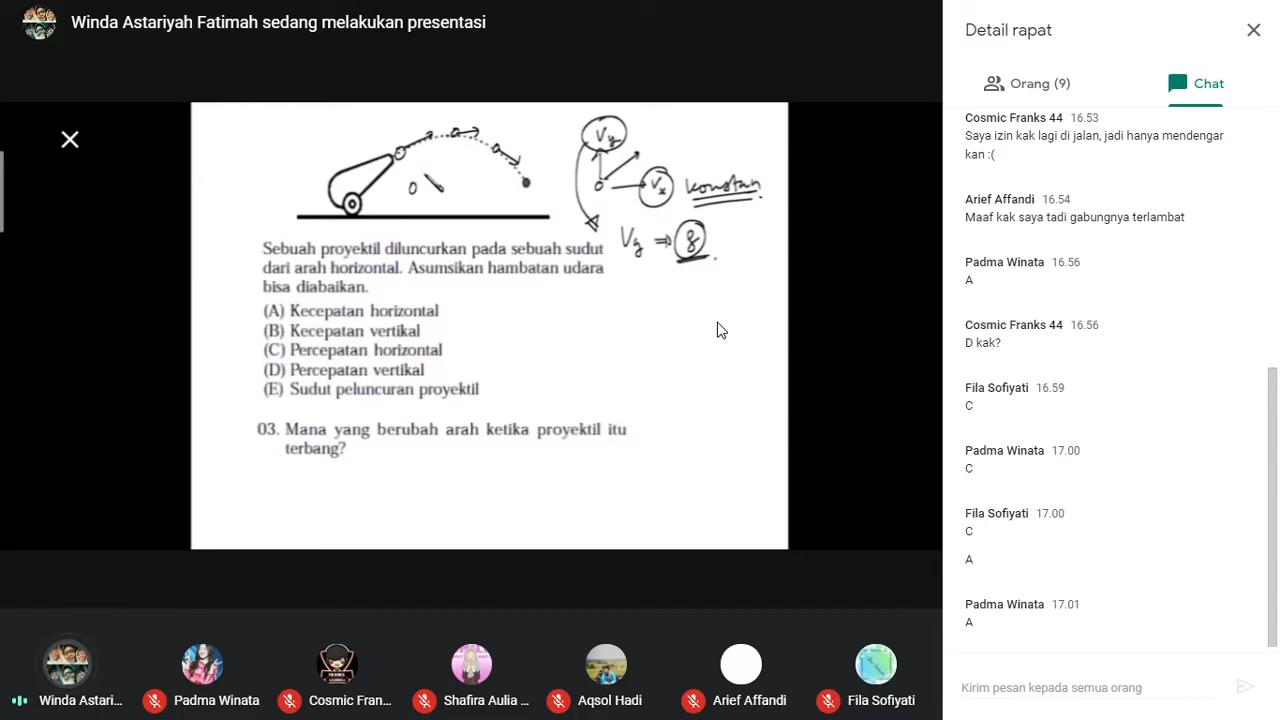 Winda Astariyah Fatimah sedang melakukan presentasi
Vy
Vx konstan
Vy ⇒ g
Sebuah proyektil diluncurkan pada sebuah sudut
dari arah horizontal. Asumsikan hambatan udara
bisa diabaikan.
(A) Kecepatan horizontal
(B) Kecepatan vertikal
(C) Percepatan horizontal
(D) Percepatan vertikal
(E) Sudut peluncuran proyektil
03. Mana yang berubah arah ketika proyektil itu
terbang?
Detail rapat
Orang (9)
Chat
Cosmic Franks 44 16.53
Saya izin kak lagi di jalan, jadi hanya mendengar
kan :(
Arief Affandi 16.54
Maaf kak saya tadi gabungnya terlambat
Padma Winata 16.56
A
Cosmic Franks 44 16.56
D kak?
Fila Sofiyati 16.59
C
Padma Winata 17.00
C
Fila Sofiyati 17.00
C
A
Padma Winata 17.01
A
Kirim pesan kepada semua orang
Winda Astari...
Padma Winata
Cosmic Fran...
Shafira Aulia ...
Aqsol Hadi
Arief Affandi
Fila Sofiyati